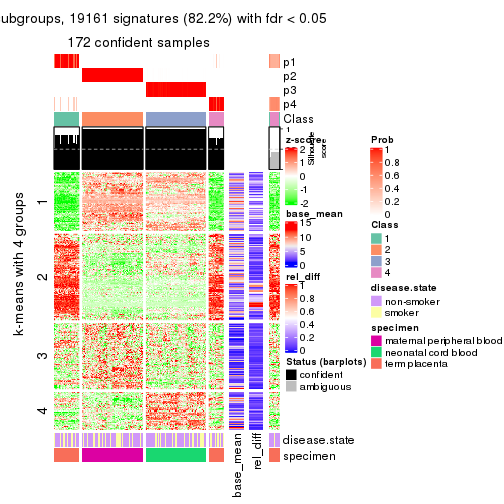 ubgroups, 19161 signatures (82.2%) with fdr < 0.05
172 confident samples
p1
p2
p3
p4
Class
1
Silhouette
score
k-means with 4 groups
1
2
3
4
base_mean
rel_diff
disease.state
specimen
z-score
2
1
0
-1
-2
base_mean
15
10
5
0
rel_diff
1
0.8
0.6
0.4
0.2
0
Status (barplots)
confident
ambiguous
Prob
1
0.8
0.6
0.4
0.2
0
Class
1
2
3
4
disease.state
non-smoker
smoker
specimen
maternal peripheral blood
neonatal cord blood
term placenta